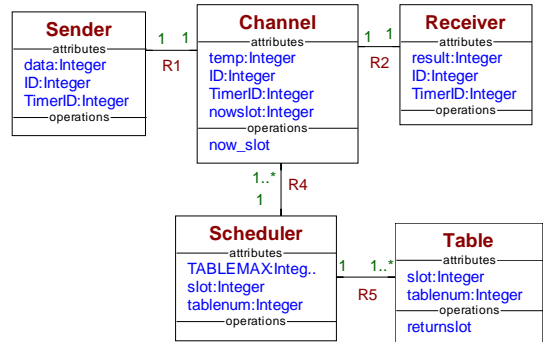 Sender
attributes
data:Integer
ID:Integer
TimerID:Integer
operations
1 1
R1
Channel
attributes
temp:Integer
ID:Integer
TimerID:Integer
nowslot:Integer
operations
now_slot
1 1
R2
Receiver
attributes
result:Integer
ID:Integer
TimerID:Integer
operations
1..*
R4
1
Scheduler
attributes
TABLEMAX:Integ..
slot:Integer
tablenum:Integer
operations
1 1..*
R5
Table
attributes
slot:Integer
tablenum:Integer
operations
returnslot